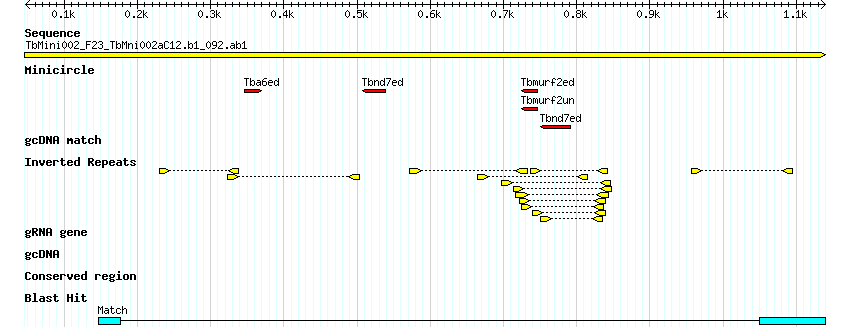 0.1k 0.2k 0.3k 0.4k 0.5k 0.6k 0.7k 0.8k 0.9k 1k 1.1k
Sequence
TbMini002_F23_TbMni002aC12.b1_092.ab1
Minicircle
Tba6ed Tbnd7ed Tbmurf2ed
Tbmurf2un
Tbnd7ed
gcDNA match
Inverted Repeats
gRNA gene
gcDNA
Conserved region
Blast Hit
Match